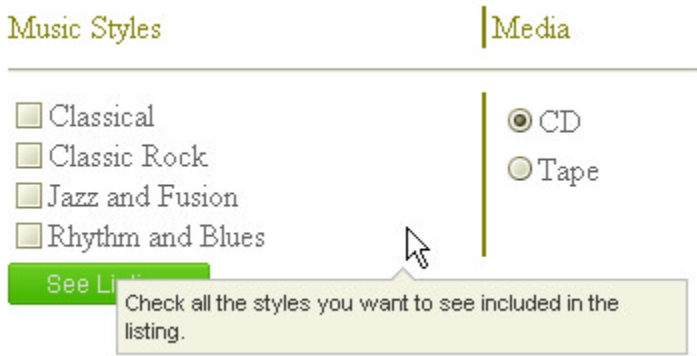 Music Styles
Media
Classical
Classic Rock
Jazz and Fusion
Rhythm and Blues
CD
Tape
See
Check all the styles you want to see included in the
listing.